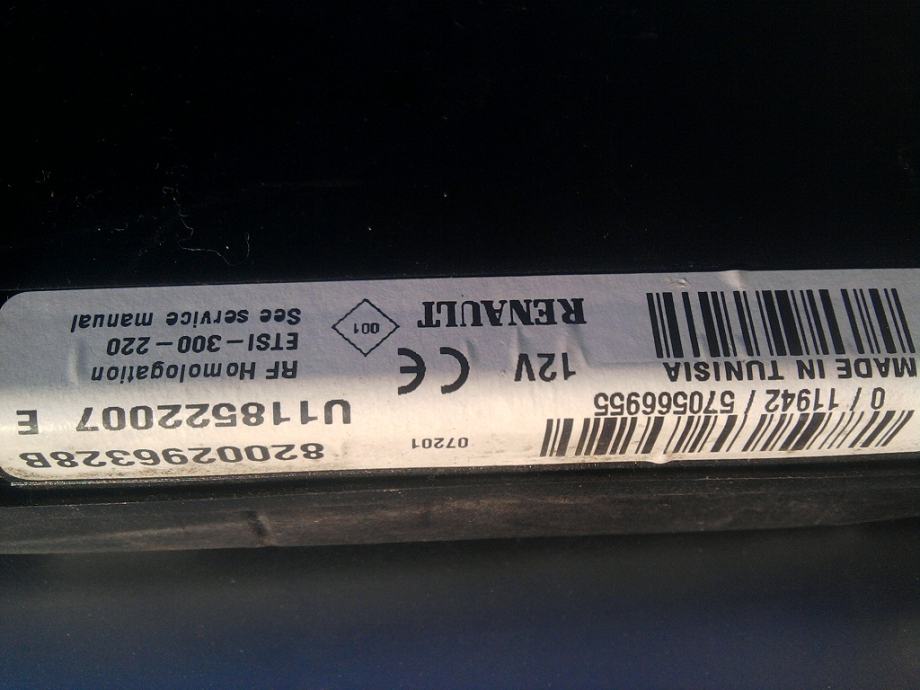 07201 8200296328B
0 / 11942 / 570566955 U118522007 E
MADE IN TUNISIA 12V CE RF Homologation
ETSI-300-220
RENAULT 001 See service manual